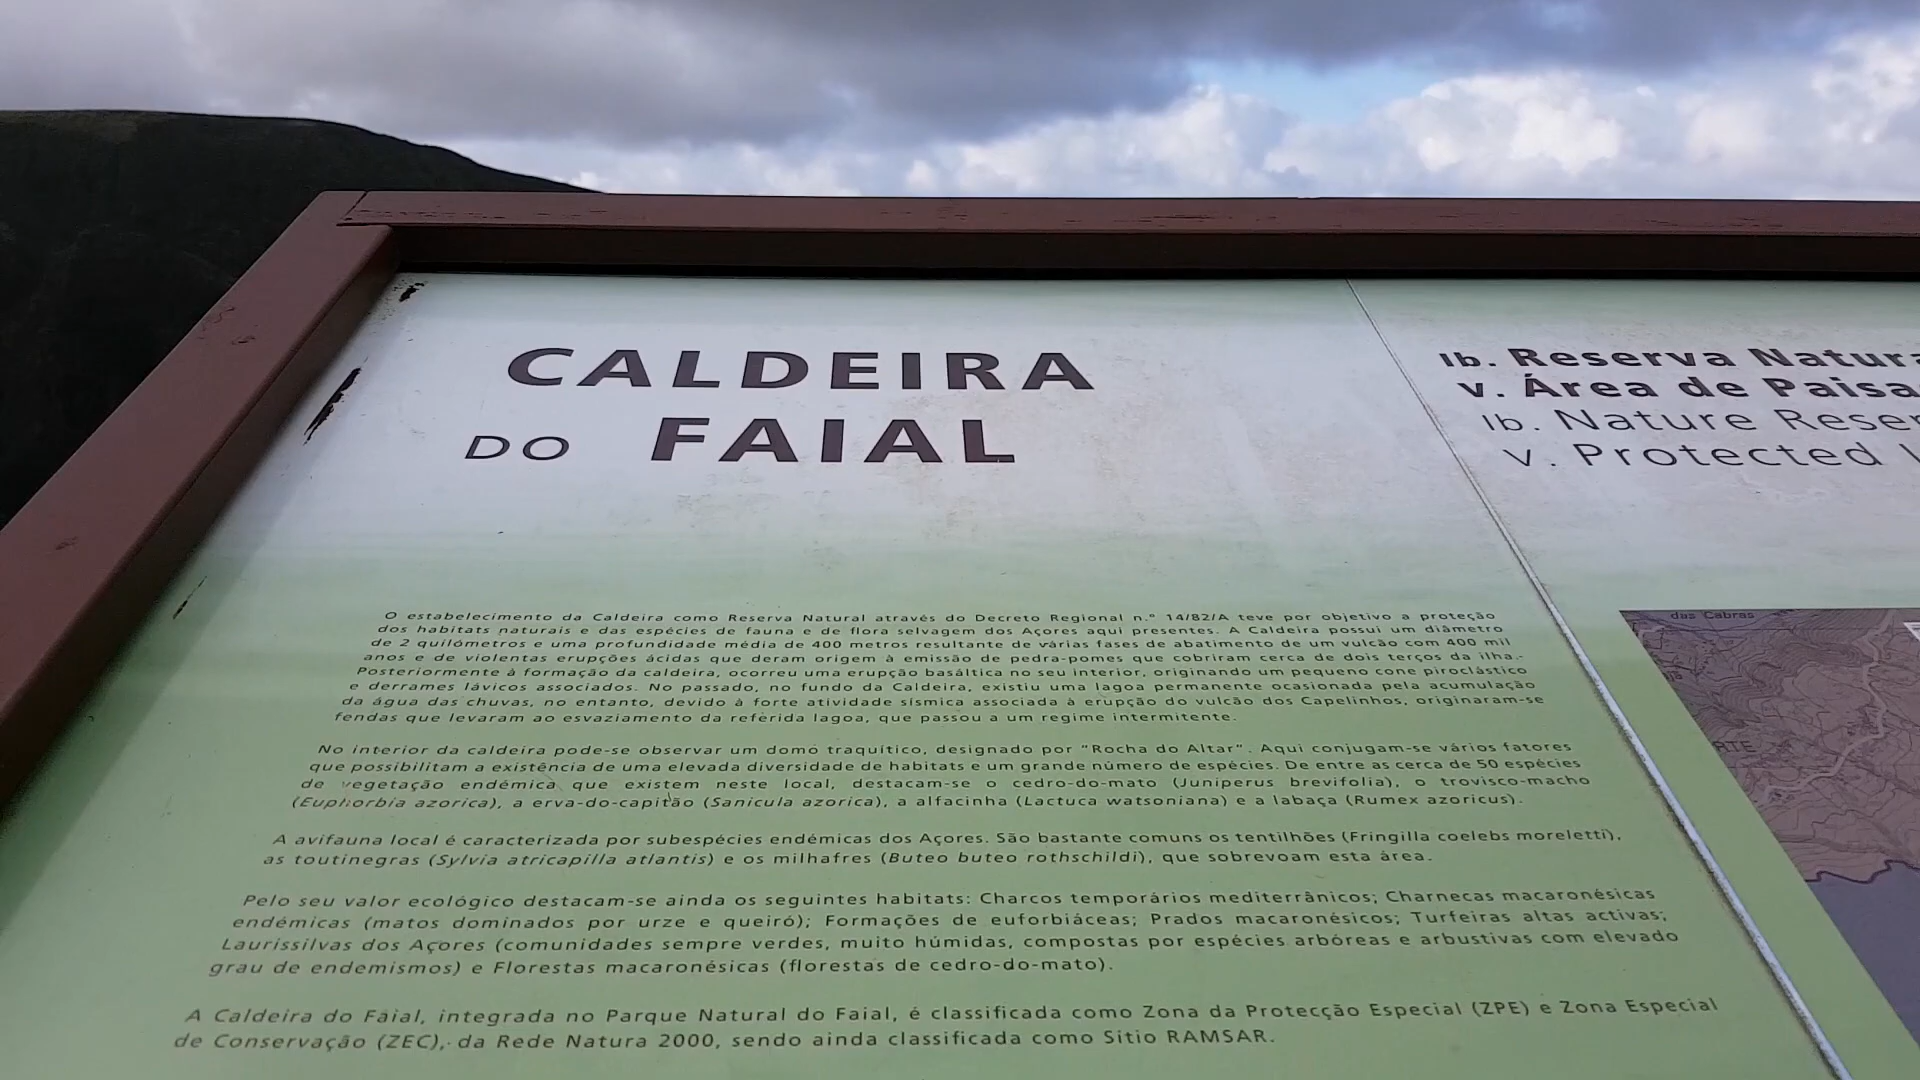 CALDEIRA
DO FAIAL
Ib. Reserva Natura
v. Área de Paisa
Ib. Nature Reser
v. Protected
O estabelecimento da Caldeira como Reserva Natural através do Decreto Regional n.º 14/82/A teve por objetivo a proteção
dos habitats naturais e das espécies de fauna e de flora selvagem dos Açores aqui presentes. A Caldeira possui um diâmetro
de 2 quilómetros e uma profundidade média de 400 metros resultante de várias fases de abatimento de um vulcão com 400 mil
anos e de violentas erupções ácidas que deram origem à emissão de pedra-pomes que cobriram cerca de dois terços da ilha.
Posteriormente à formação da caldeira, ocorreu uma erupção basáltica no seu interior, originando um pequeno cone piroclástico
e derrames lávicos associados. No passado, no fundo da Caldeira, existiu uma lagoa permanente ocasionada pela acumulação
da água das chuvas, no entanto, devido à forte atividade sísmica associada à erupção do vulcão dos Capelinhos, originaram-se
fendas que levaram ao esvaziamento da referida lagoa, que passou a um regime intermitente.
No interior da caldeira pode-se observar um domo traquítico, designado por "Rocha do Altar". Aqui conjugam-se vários fatores
que possibilitam a existência de uma elevada diversidade de habitats e um grande número de espécies. De entre as cerca de 50 espécies
de vegetação endémica que existem neste local, destacam-se o cedro-do-mato (Juniperus brevifolia), o trovisco-macho
(Euphorbia azorica), a erva-do-capitão (Sanicula azorica), a alfacinha (Lactuca watsoniana) e a labaça (Rumex azoricus).
A avifauna local é caracterizada por subespécies endémicas dos Açores. São bastante comuns os tentilhões (Fringilla coelebs moreletti),
as toutinegras (Sylvia atricapilla atlantis) e os milhafres (Buteo buteo rothschildi), que sobrevoam esta área.
Pelo seu valor ecológico destacam-se ainda os seguintes habitats: Charcos temporários mediterrânicos; Charnecas macaronésicas
endémicas (matos dominados por urze e queiró); Formações de euforbiáceas; Prados macaronésicos; Turfeiras altas activas;
Laurissilvas dos Açores (comunidades sempre verdes, muito húmidas, compostas por espécies arbóreas e arbustivas com elevado
grau de endemismos) e Florestas macaronésicas (florestas de cedro-do-mato).
A Caldeira do Faial, integrada no Parque Natural do Faial, é classificada como Zona da Protecção Especial (ZPE) e Zona Especial
de Conservação (ZEC), da Rede Natura 2000, sendo ainda classificada como Sítio RAMSAR.
das Cabras